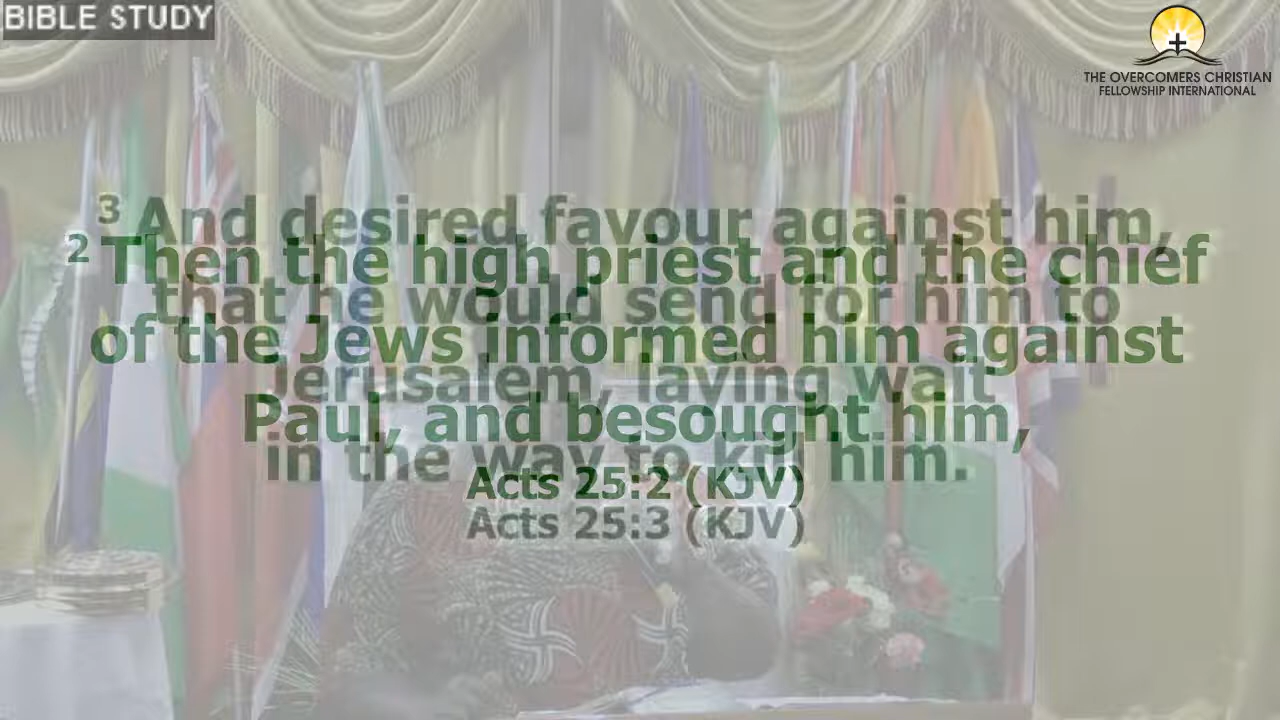 BIBLE STUDY
THE OVERCOMERS CHRISTIAN
FELLOWSHIP INTERNATIONAL
3 And desired favour against him,
that he would send for him to
Jerusalem, laying wait
in the way to kill him.
Acts 25:3 (KJV)
2 Then the high priest and the chief
of the Jews informed him against
Paul, and besought him,
Acts 25:2 (KJV)